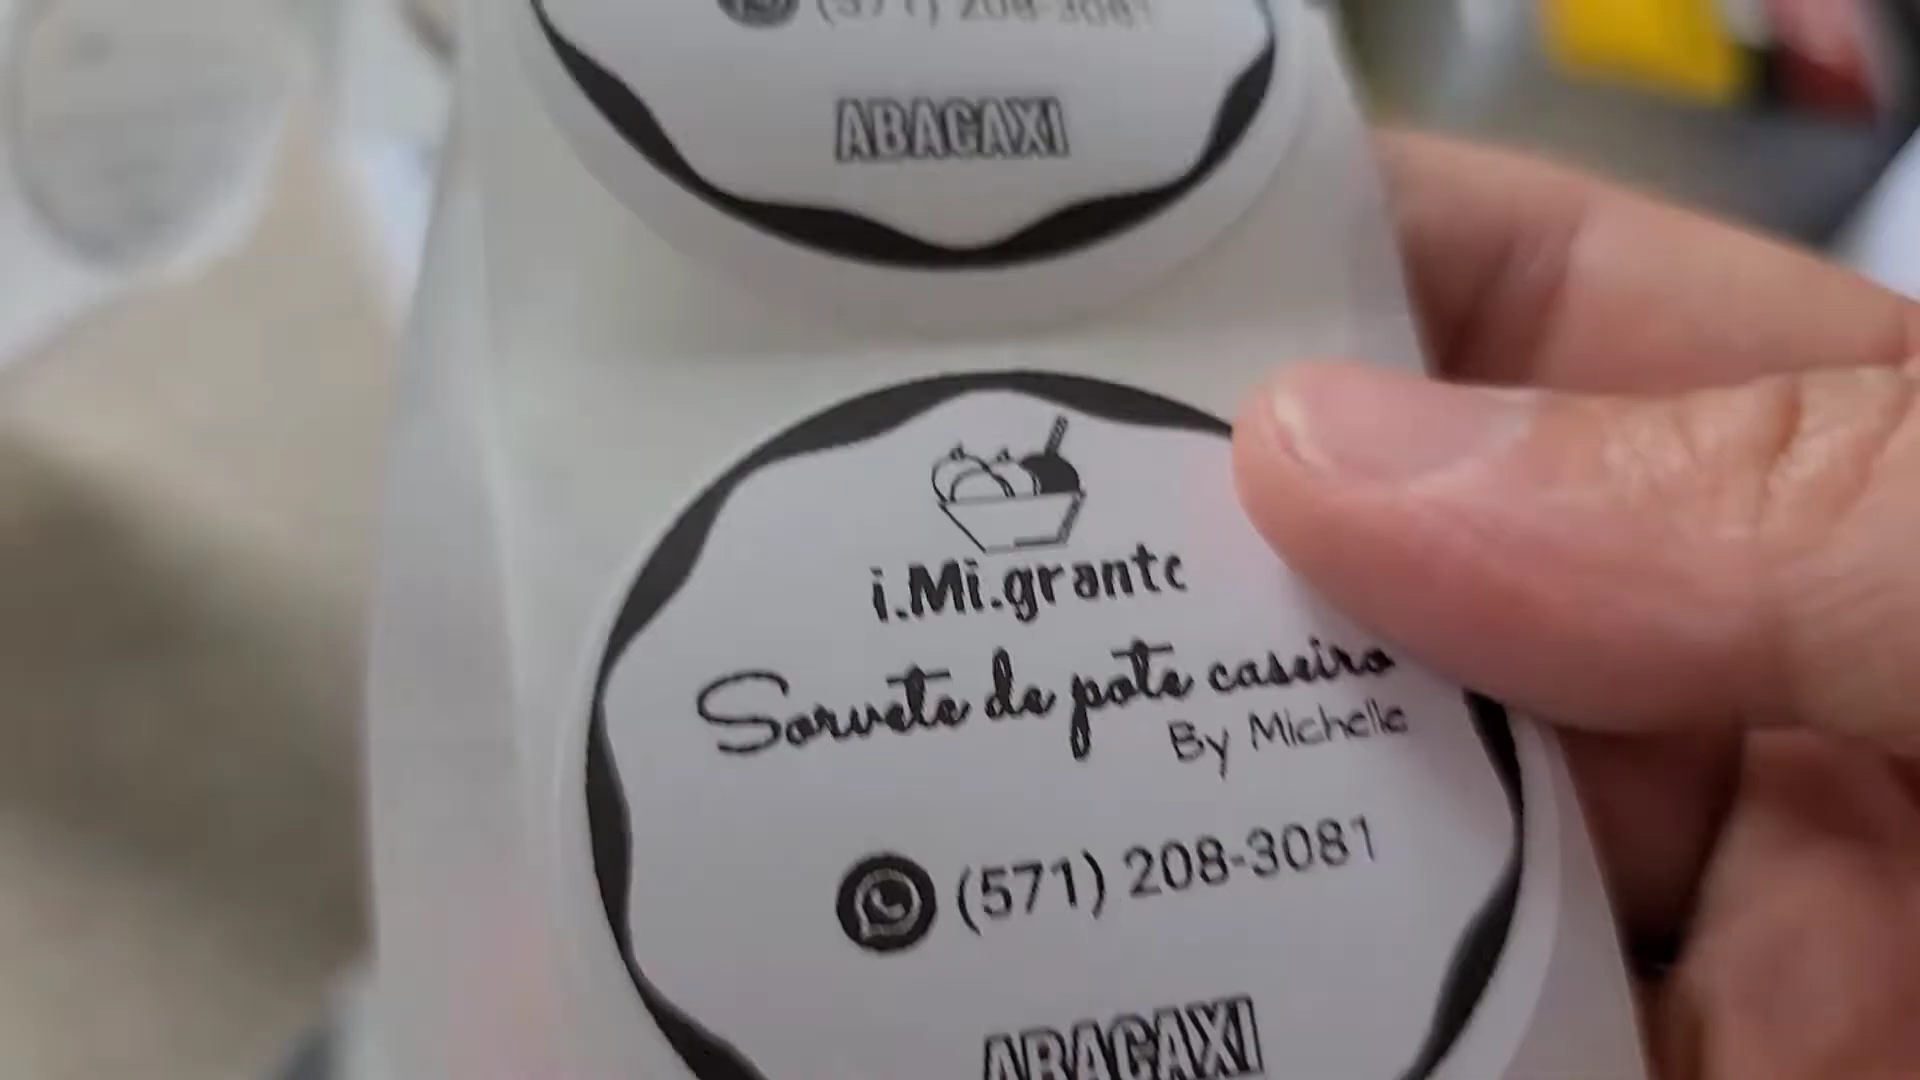 (571) 208-3081
ABACAXI
i.Mi.grante
Sorvete de pote caseiro
By Michelle
(571) 208-3081
ABACAXI